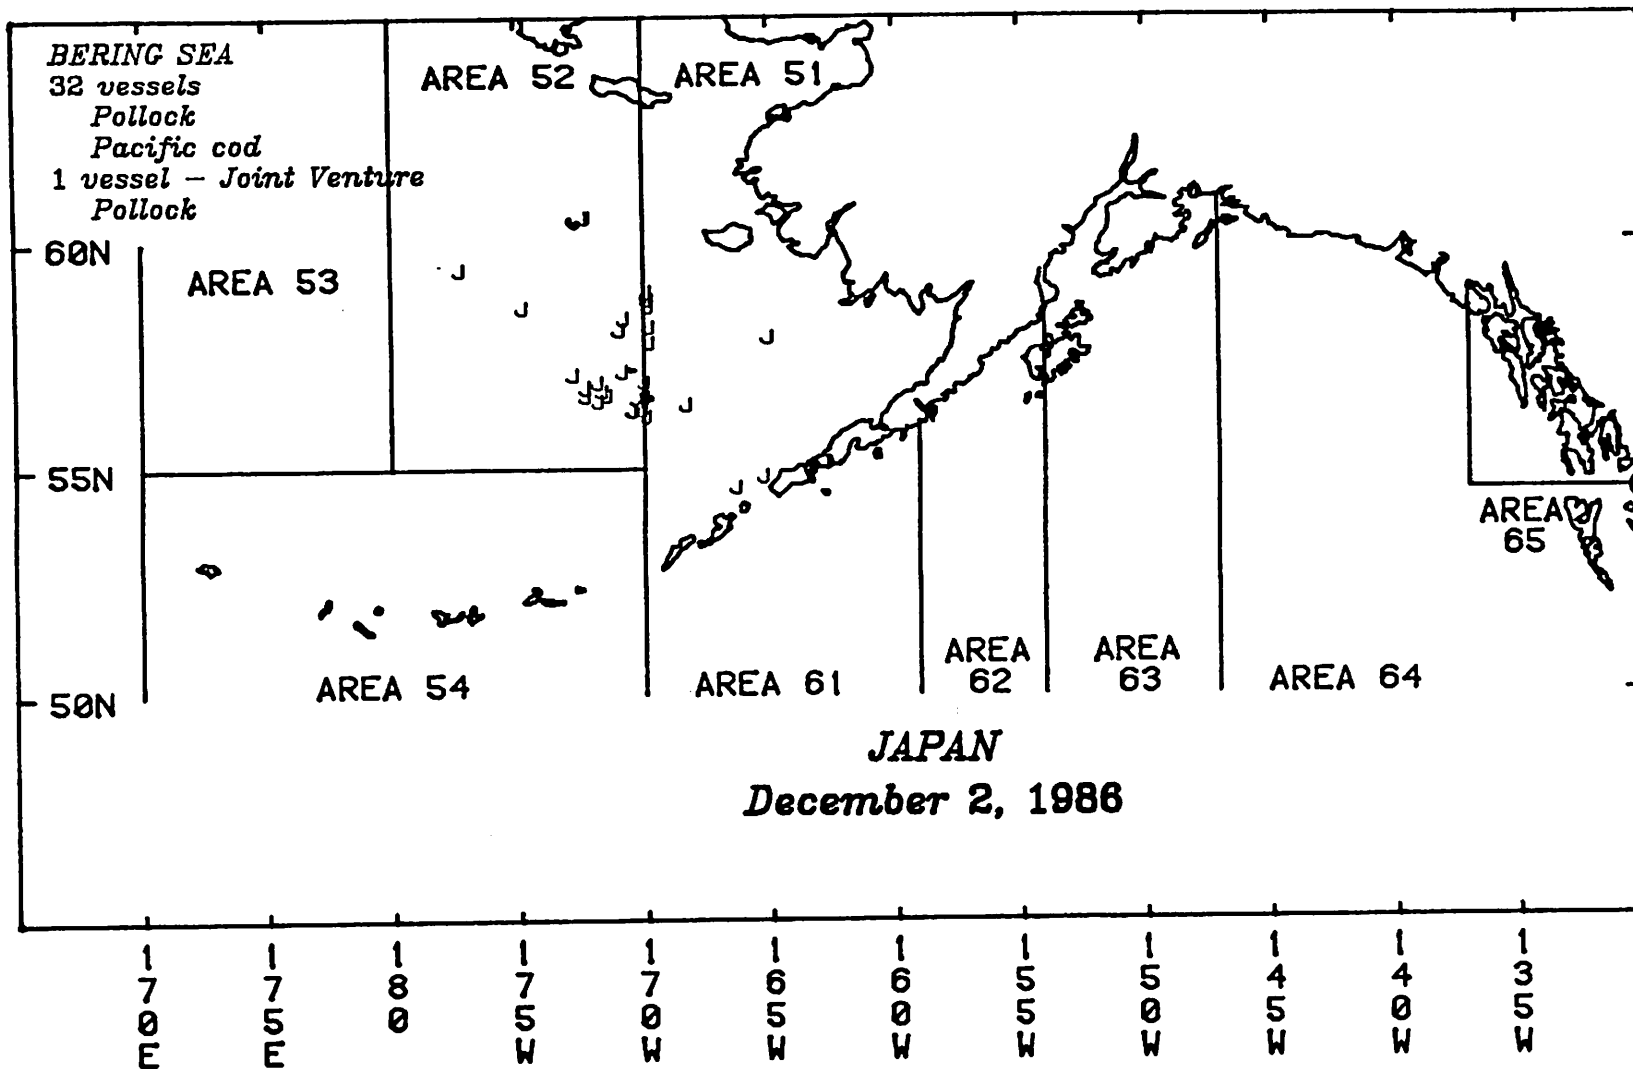 BERING SEA
32 vessels
Pollock
Pacific cod
1 vessel – Joint Venture
Pollock
AREA 52
AREA 51
60N
AREA 53
J
J
J
J
J
J
J
J
J
J
J
J
55N
AREA
65
50N
AREA 54
AREA 61
AREA
62
AREA
63
AREA 64
JAPAN
December 2, 1986
170E
175E
180
175W
170W
165W
160W
155W
150W
145W
140W
135W